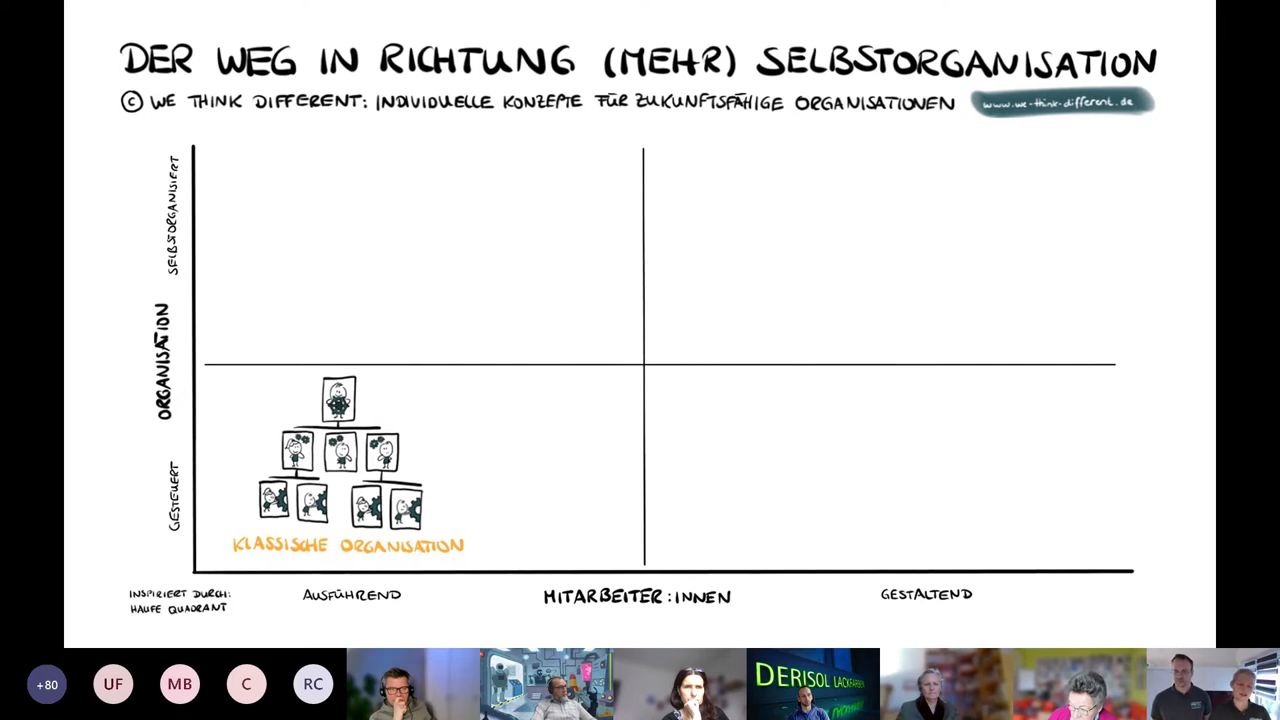 DER WEG IN RICHTUNG (MEHR) SELBSTORGANISATION
© WE THINK DIFFERENT: INDIVIDUELLE KONZEPTE FÜR ZUKUNFTSFÄHIGE ORGANISATIONEN www.we-think-different.de
SELBSTORGANISIERT
ORGANISATION
GESTEUERT
KLASSISCHE ORGANISATION
INSPIRIERT DURCH:
HAUFE QUADRANT
AUSFÜHREND
MITARBEITER:INNEN
GESTALTEND
+80
UF
MB
C
RC
DERISOL LACKFARBEN